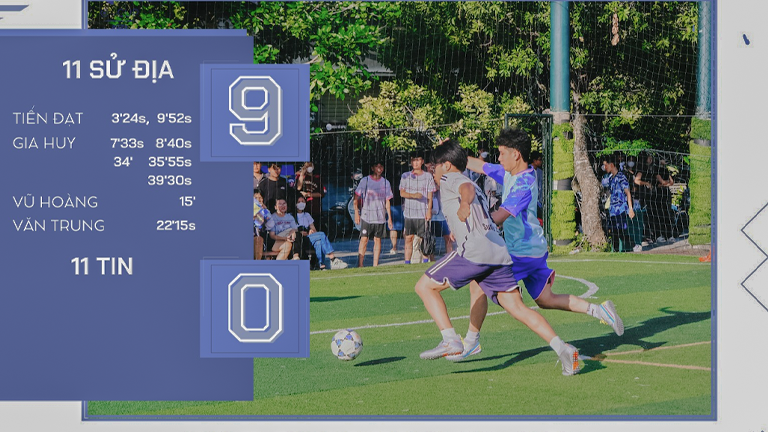 11 SỬ ĐỊA
9
TIẾN ĐẠT 3'24s, 9'52s
GIA HUY 7'33s 8'40s
34' 35'55s
39'30s
VŨ HOÀNG 15'
VĂN TRUNG 22'15s
11 TIN
0